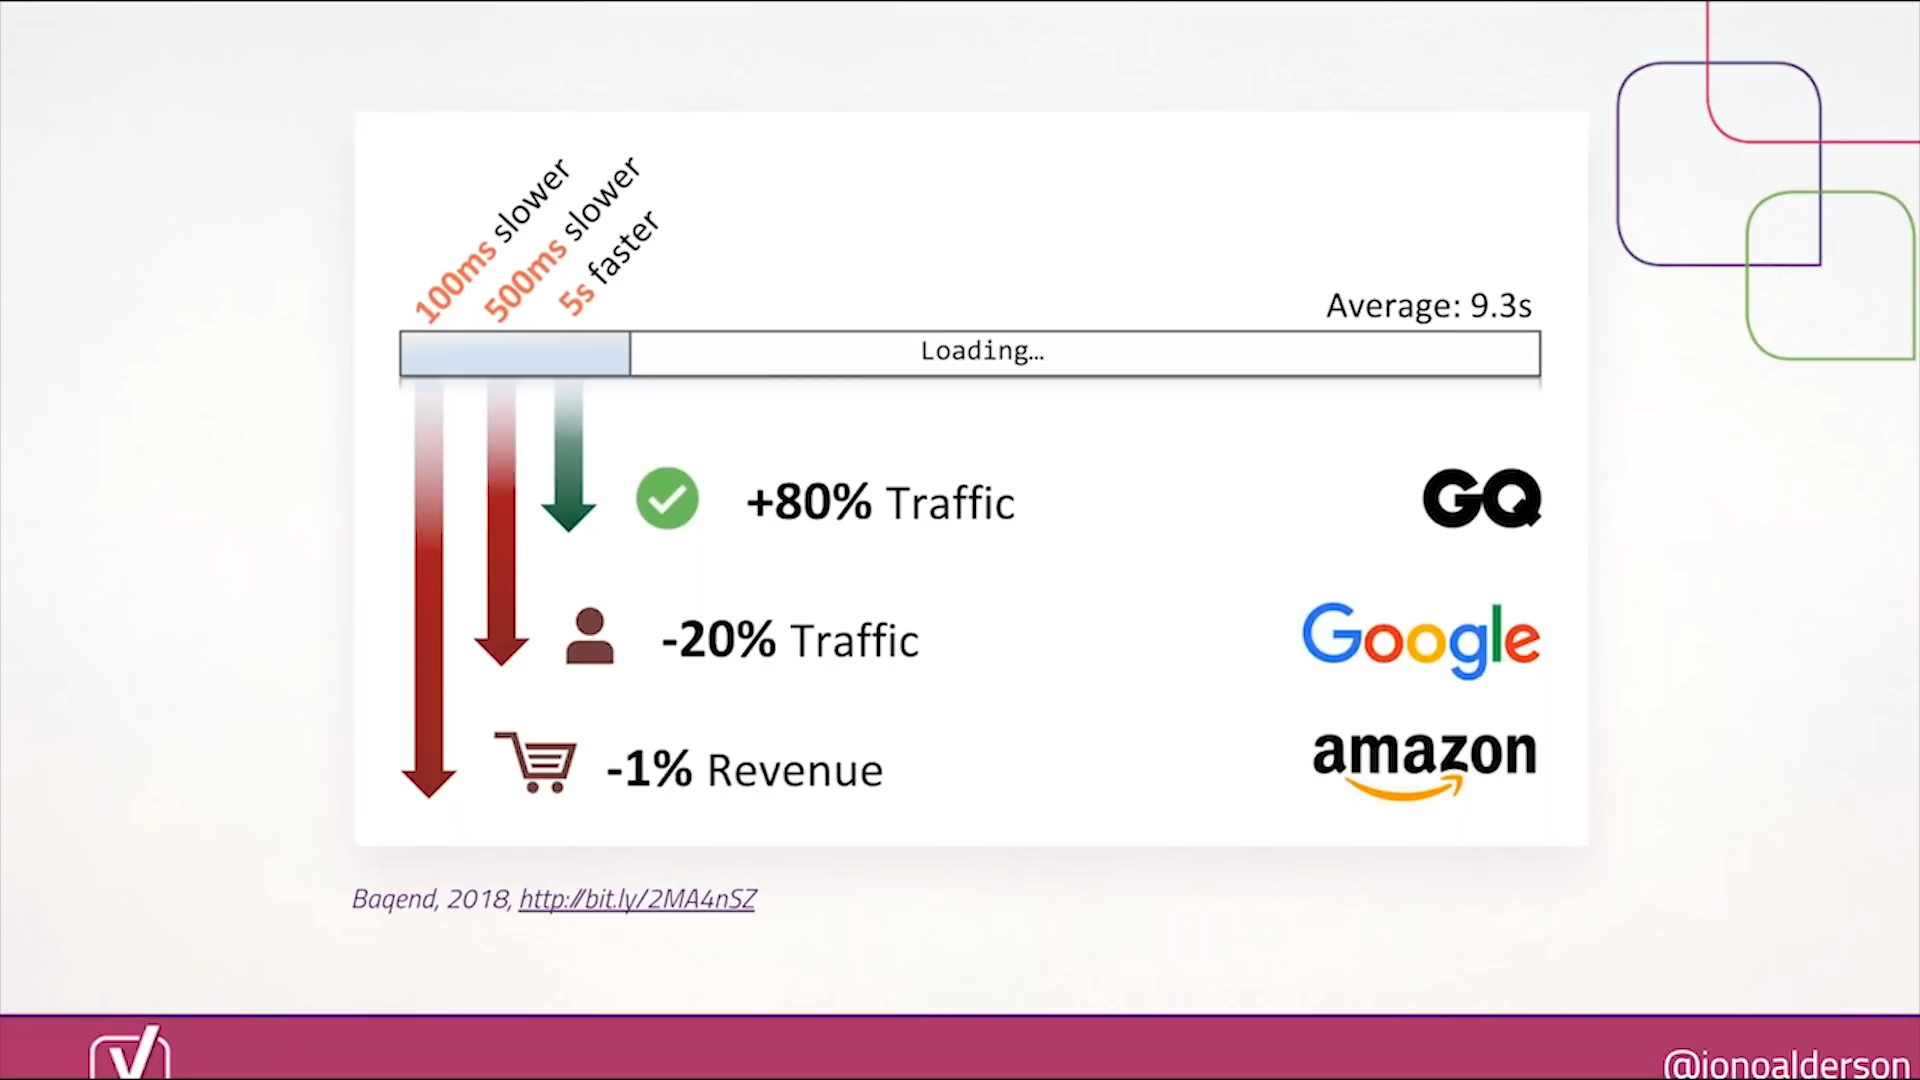 100ms slower
500ms slower
5s faster
Average: 9.3s
Loading…
+80% Traffic
GQ
-20% Traffic
Google
-1% Revenue
amazon
Baqend, 2018, http://bit.ly/2MA4nSZ
@jonoalderson